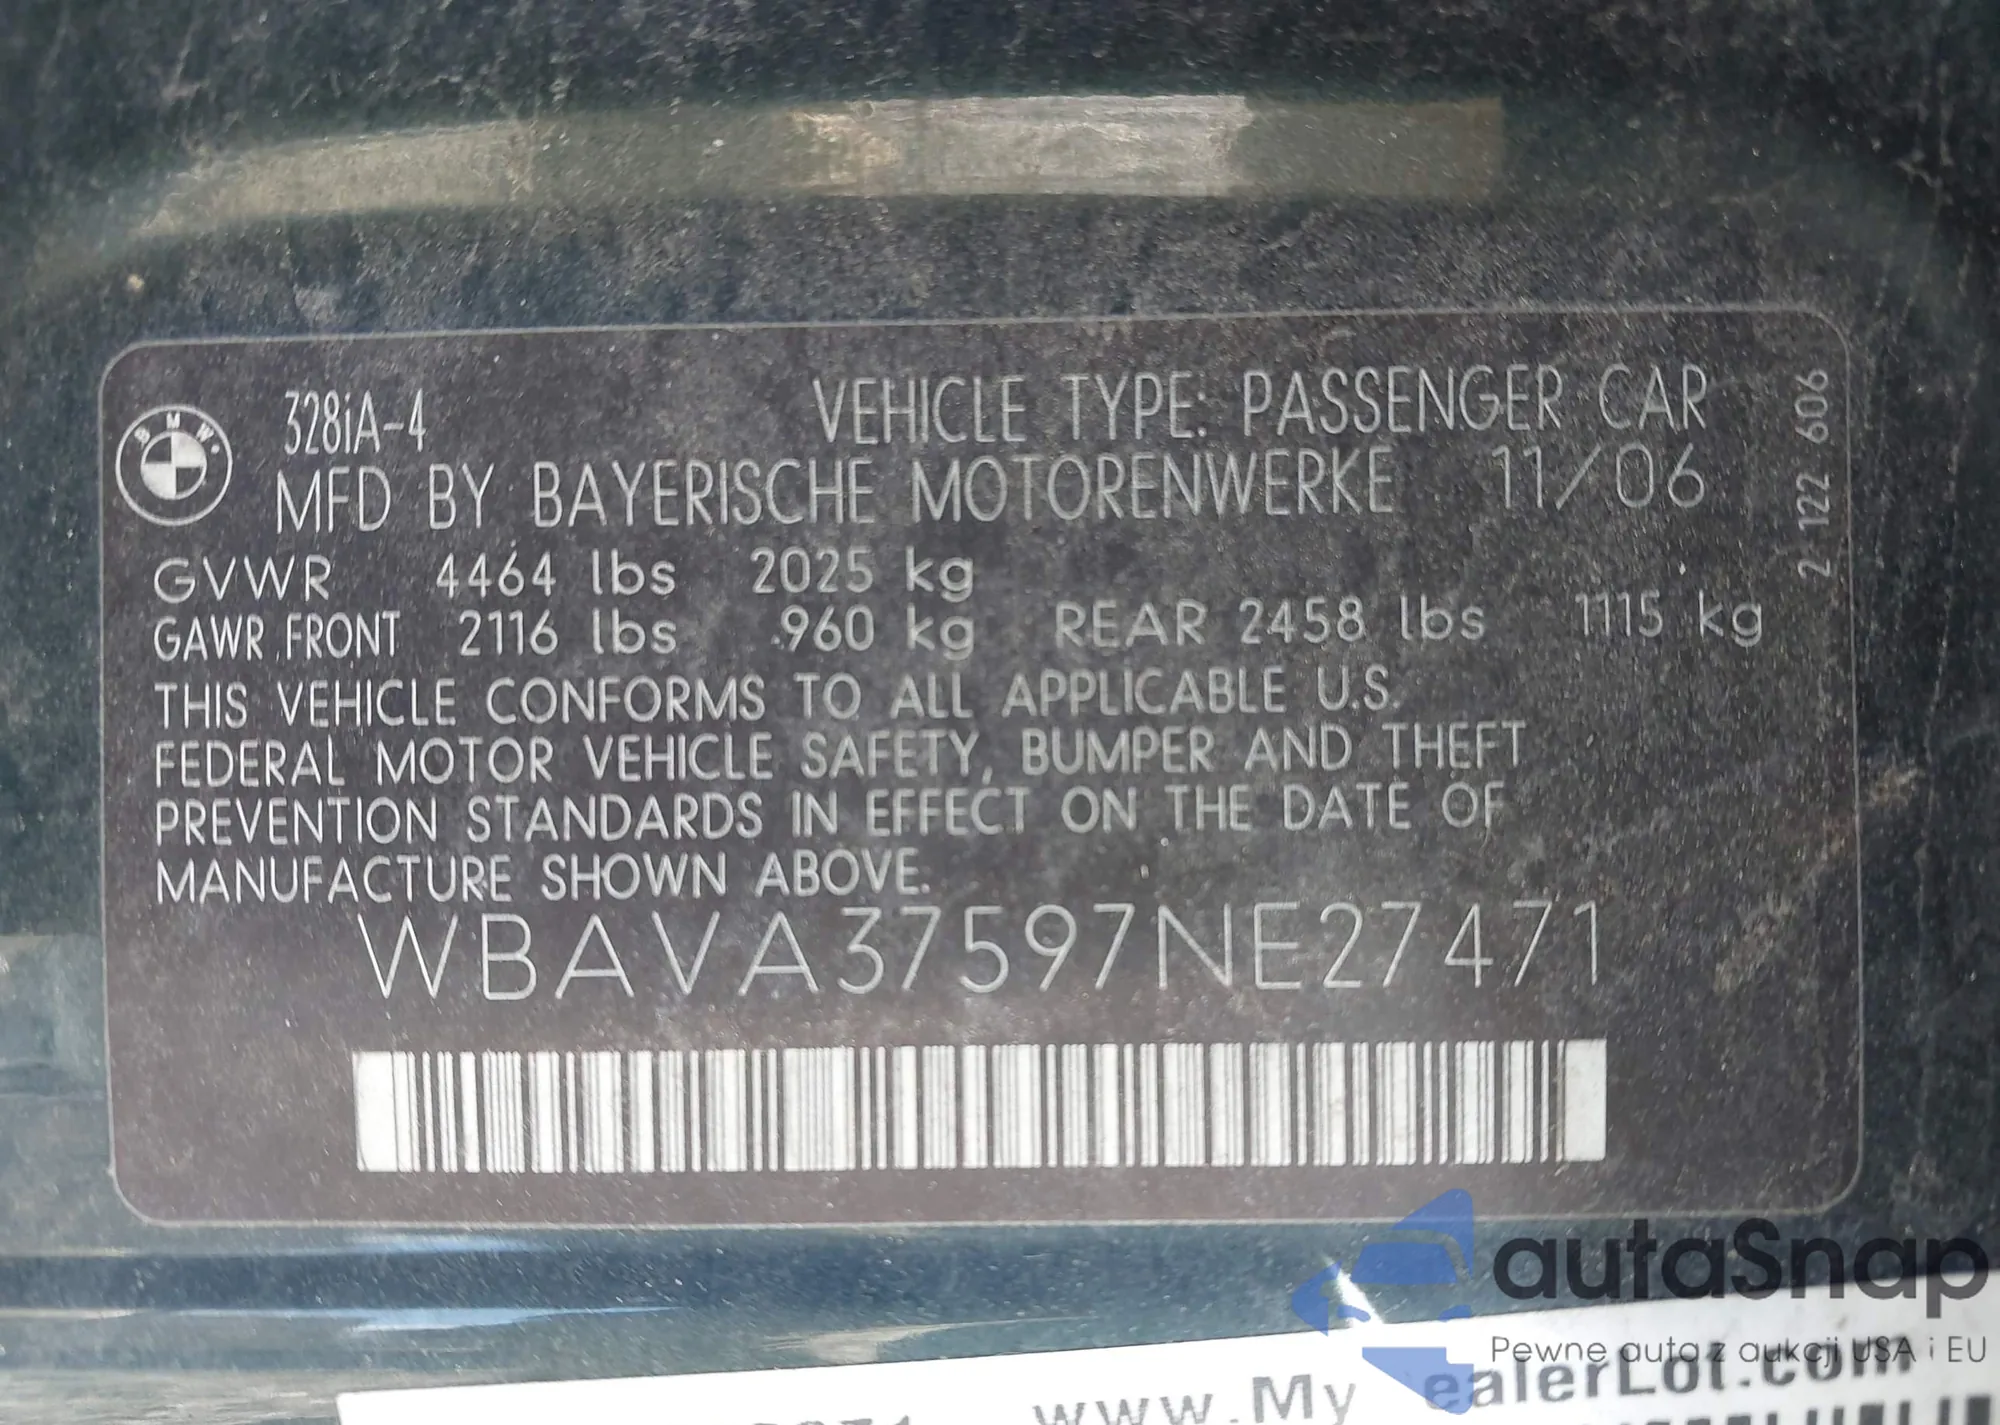 BMW
328iA-4 VEHICLE TYPE: PASSENGER CAR
MFD BY BAYERISCHE MOTORENWERKE 11/06
2 122 606
GVWR 4464 lbs 2025 kg
GAWR FRONT 2116 lbs 960 kg REAR 2458 lbs 1115 kg
THIS VEHICLE CONFORMS TO ALL APPLICABLE U.S.
FEDERAL MOTOR VEHICLE SAFETY, BUMPER AND THEFT
PREVENTION STANDARDS IN EFFECT ON THE DATE OF
MANUFACTURE SHOWN ABOVE.
WBAVA37597NE27471
autaSnap
Pewne auta z aukcji USA i EU
www.My ealerLot.com